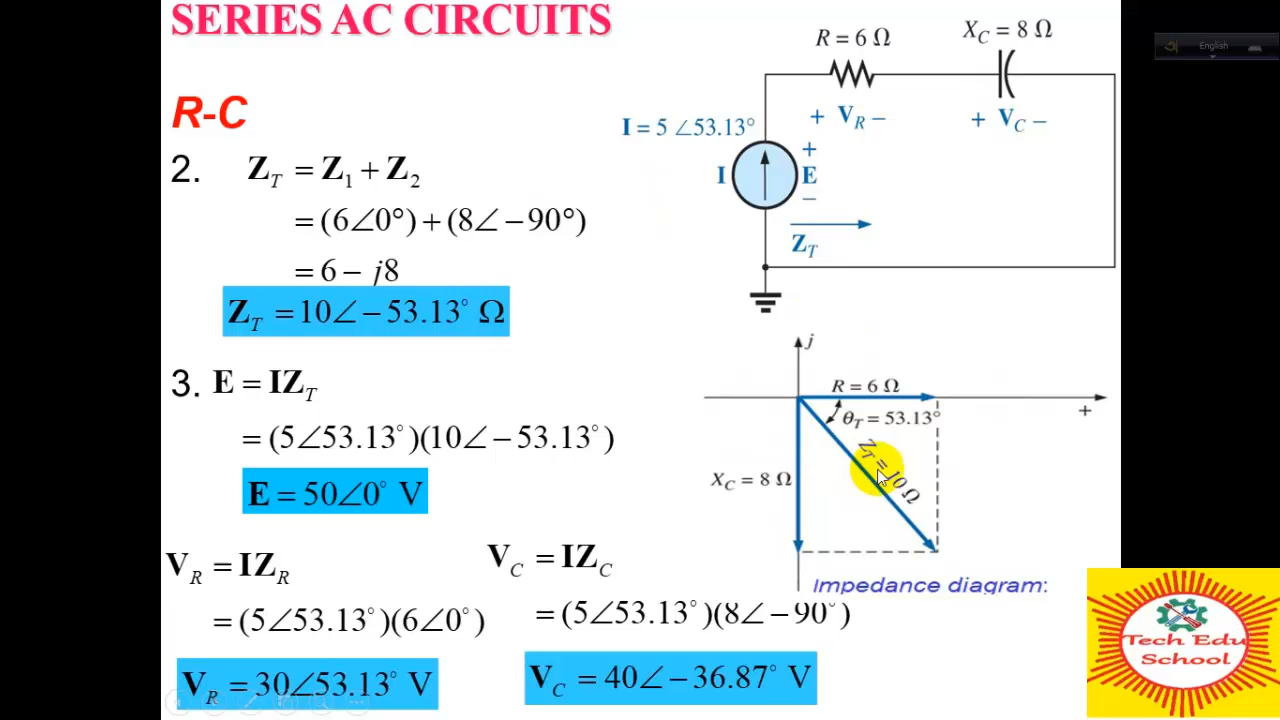 SERIES AC CIRCUITS
R-C
2. Z_T = Z_1 + Z_2
= (6∠0°) + (8∠−90°)
= 6 − j8
Z_T = 10∠−53.13° Ω
3. E = IZ_T
= (5∠53.13°)(10∠−53.13°)
E = 50∠0° V
V_R = IZ_R
= (5∠53.13°)(6∠0°)
V_R = 30∠53.13° V
V_C = IZ_C
= (5∠53.13°)(8∠−90°)
V_C = 40∠−36.87° V
R = 6 Ω
X_C = 8 Ω
+ V_R −
+ V_C −
I = 5 ∠53.13°
I
+
E
−
Z_T
j
R = 6 Ω
+
θ_T = 53.13°
Z_T = 10 Ω
X_C = 8 Ω
Impedance diagram:
Tech Edu
School
English